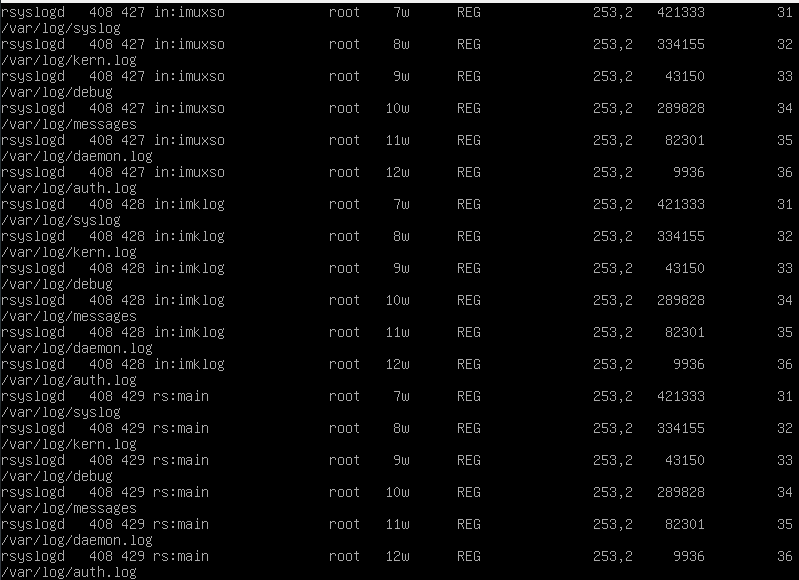 rsyslogd 408 427 in:imuxso root 7w REG 253,2 421333 31
/var/log/syslog
rsyslogd 408 427 in:imuxso root 8w REG 253,2 334155 32
/var/log/kern.log
rsyslogd 408 427 in:imuxso root 9w REG 253,2 43150 33
/var/log/debug
rsyslogd 408 427 in:imuxso root 10w REG 253,2 289828 34
/var/log/messages
rsyslogd 408 427 in:imuxso root 11w REG 253,2 82301 35
/var/log/daemon.log
rsyslogd 408 427 in:imuxso root 12w REG 253,2 9936 36
/var/log/auth.log
rsyslogd 408 428 in:imklog root 7w REG 253,2 421333 31
/var/log/syslog
rsyslogd 408 428 in:imklog root 8w REG 253,2 334155 32
/var/log/kern.log
rsyslogd 408 428 in:imklog root 9w REG 253,2 43150 33
/var/log/debug
rsyslogd 408 428 in:imklog root 10w REG 253,2 289828 34
/var/log/messages
rsyslogd 408 428 in:imklog root 11w REG 253,2 82301 35
/var/log/daemon.log
rsyslogd 408 428 in:imklog root 12w REG 253,2 9936 36
/var/log/auth.log
rsyslogd 408 429 rs:main root 7w REG 253,2 421333 31
/var/log/syslog
rsyslogd 408 429 rs:main root 8w REG 253,2 334155 32
/var/log/kern.log
rsyslogd 408 429 rs:main root 9w REG 253,2 43150 33
/var/log/debug
rsyslogd 408 429 rs:main root 10w REG 253,2 289828 34
/var/log/messages
rsyslogd 408 429 rs:main root 11w REG 253,2 82301 35
/var/log/daemon.log
rsyslogd 408 429 rs:main root 12w REG 253,2 9936 36
/var/log/auth.log